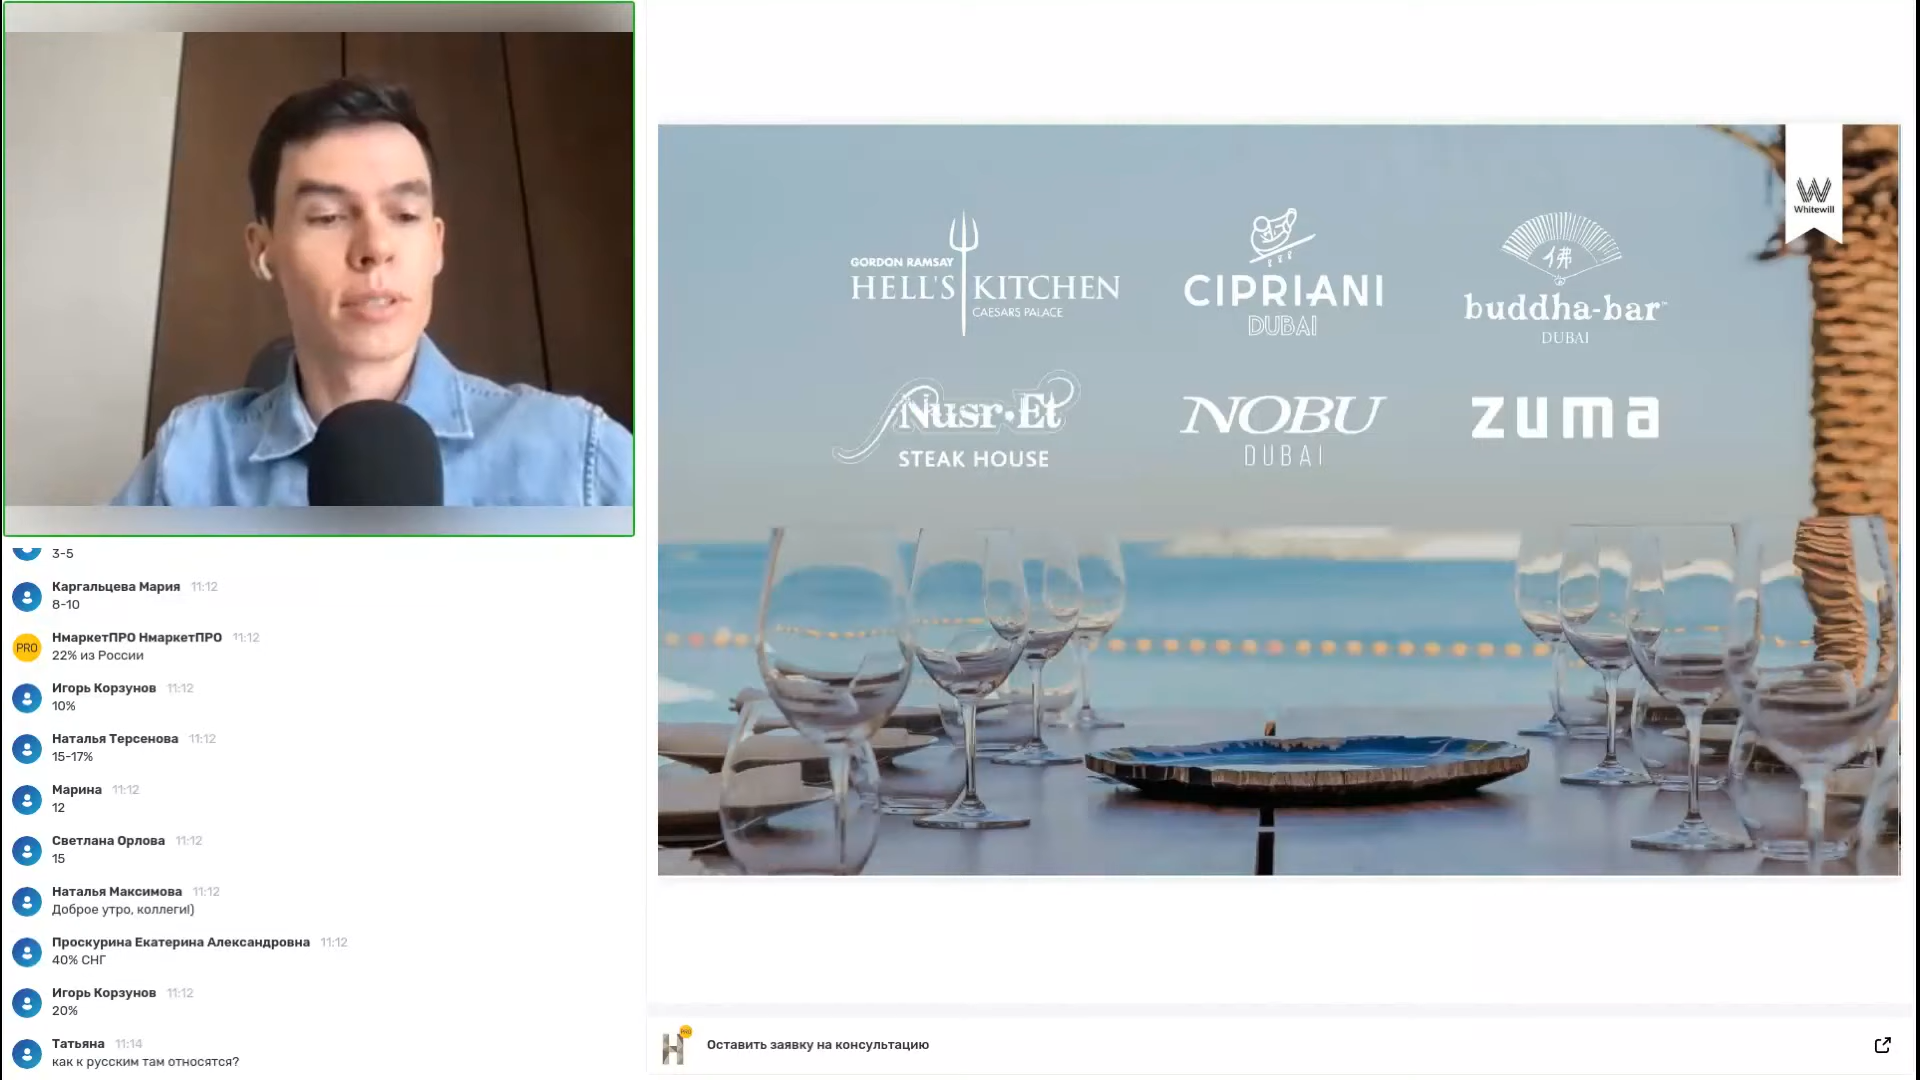 GORDON RAMSAY
HELL'S KITCHEN
CAESARS PALACE
CIPRIANI
DUBAI
佛
buddha-bar™
DUBAI
Nusr·Et
STEAK HOUSE
NOBU
DUBAI
zuma
W
Whitewill
3-5
Каргальцева Мария 11:12
8-10
PRO
НмаркетПРО НмаркетПРО 11:12
22% из России
Игорь Корзунов 11:12
10%
Наталья Терсенова 11:12
15-17%
Марина 11:12
12
Светлана Орлова 11:12
15
Наталья Максимова 11:12
Доброе утро, коллеги!)
Проскурина Екатерина Александровна 11:12
40% СНГ
Игорь Корзунов 11:12
20%
Татьяна 11:14
как к русским там относятся?
H PRO
Оставить заявку на консультацию